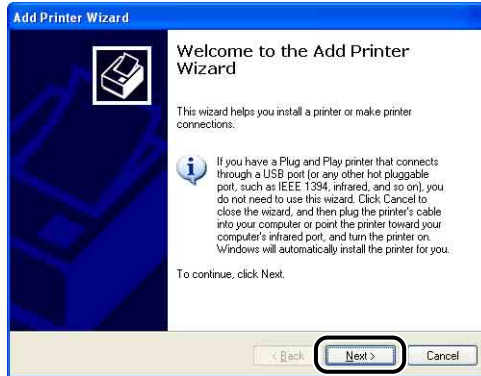 Add Printer Wizard
Welcome to the Add Printer
Wizard
This wizard helps you install a printer or make printer
connections.
If you have a Plug and Play printer that connects
through a USB port (or any other hot pluggable
port, such as IEEE 1394, infrared, and so on), you
do not need to use this wizard. Click Cancel to
close the wizard, and then plug the printer's cable
into your computer or point the printer toward your
computer's infrared port, and turn the printer on.
Windows will automatically install the printer for you.
To continue, click Next.
< Back Next > Cancel